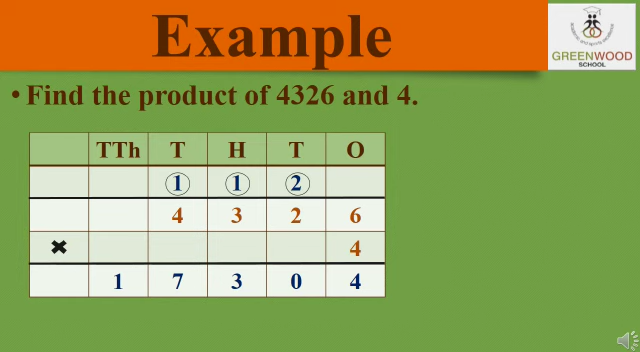 Example
GREENWOOD
SCHOOL
• Find the product of 4326 and 4.
TTh T H T O
1 1 2
4 3 2 6
✖ 4
1 7 3 0 4